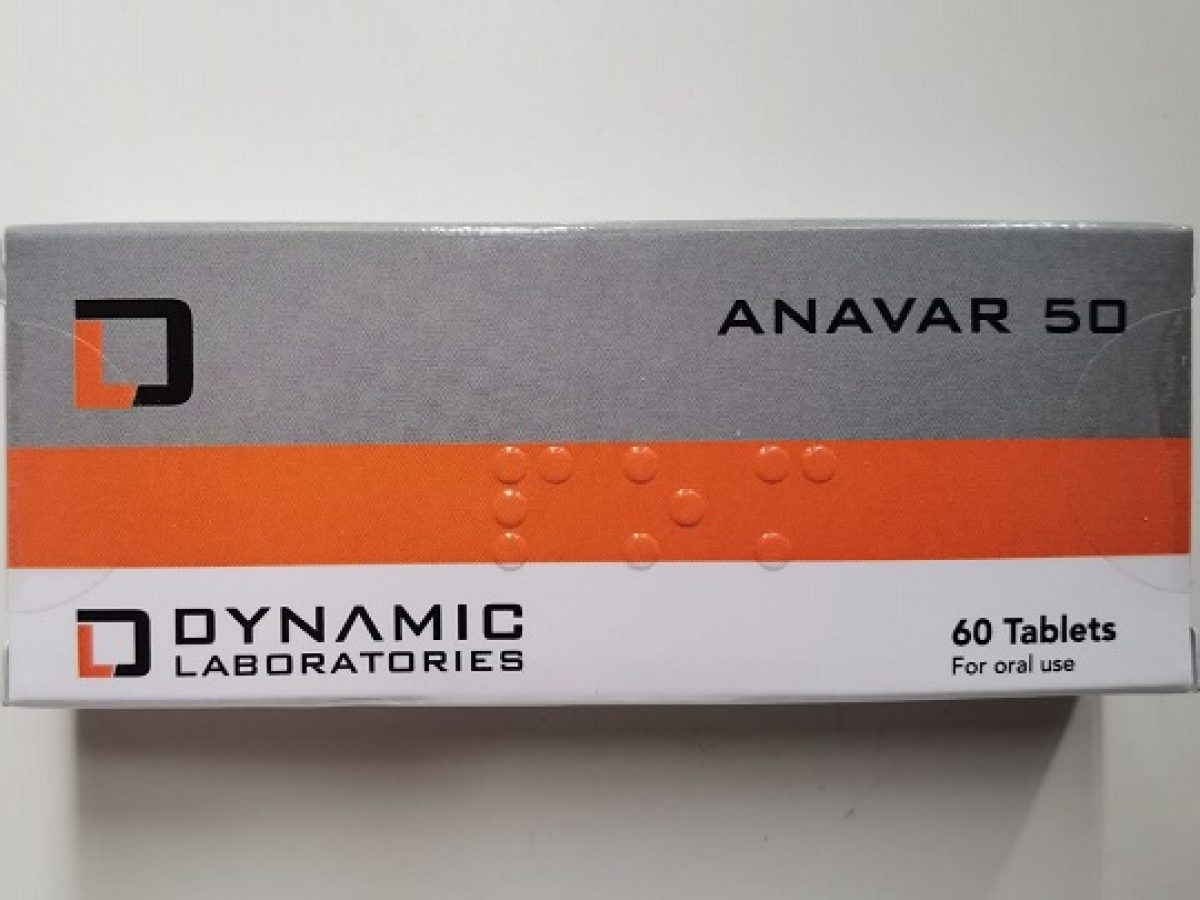 ANAVAR 50
⠏ ⠔ ⠍
DYNAMIC
LABORATORIES
60 Tablets
For oral use